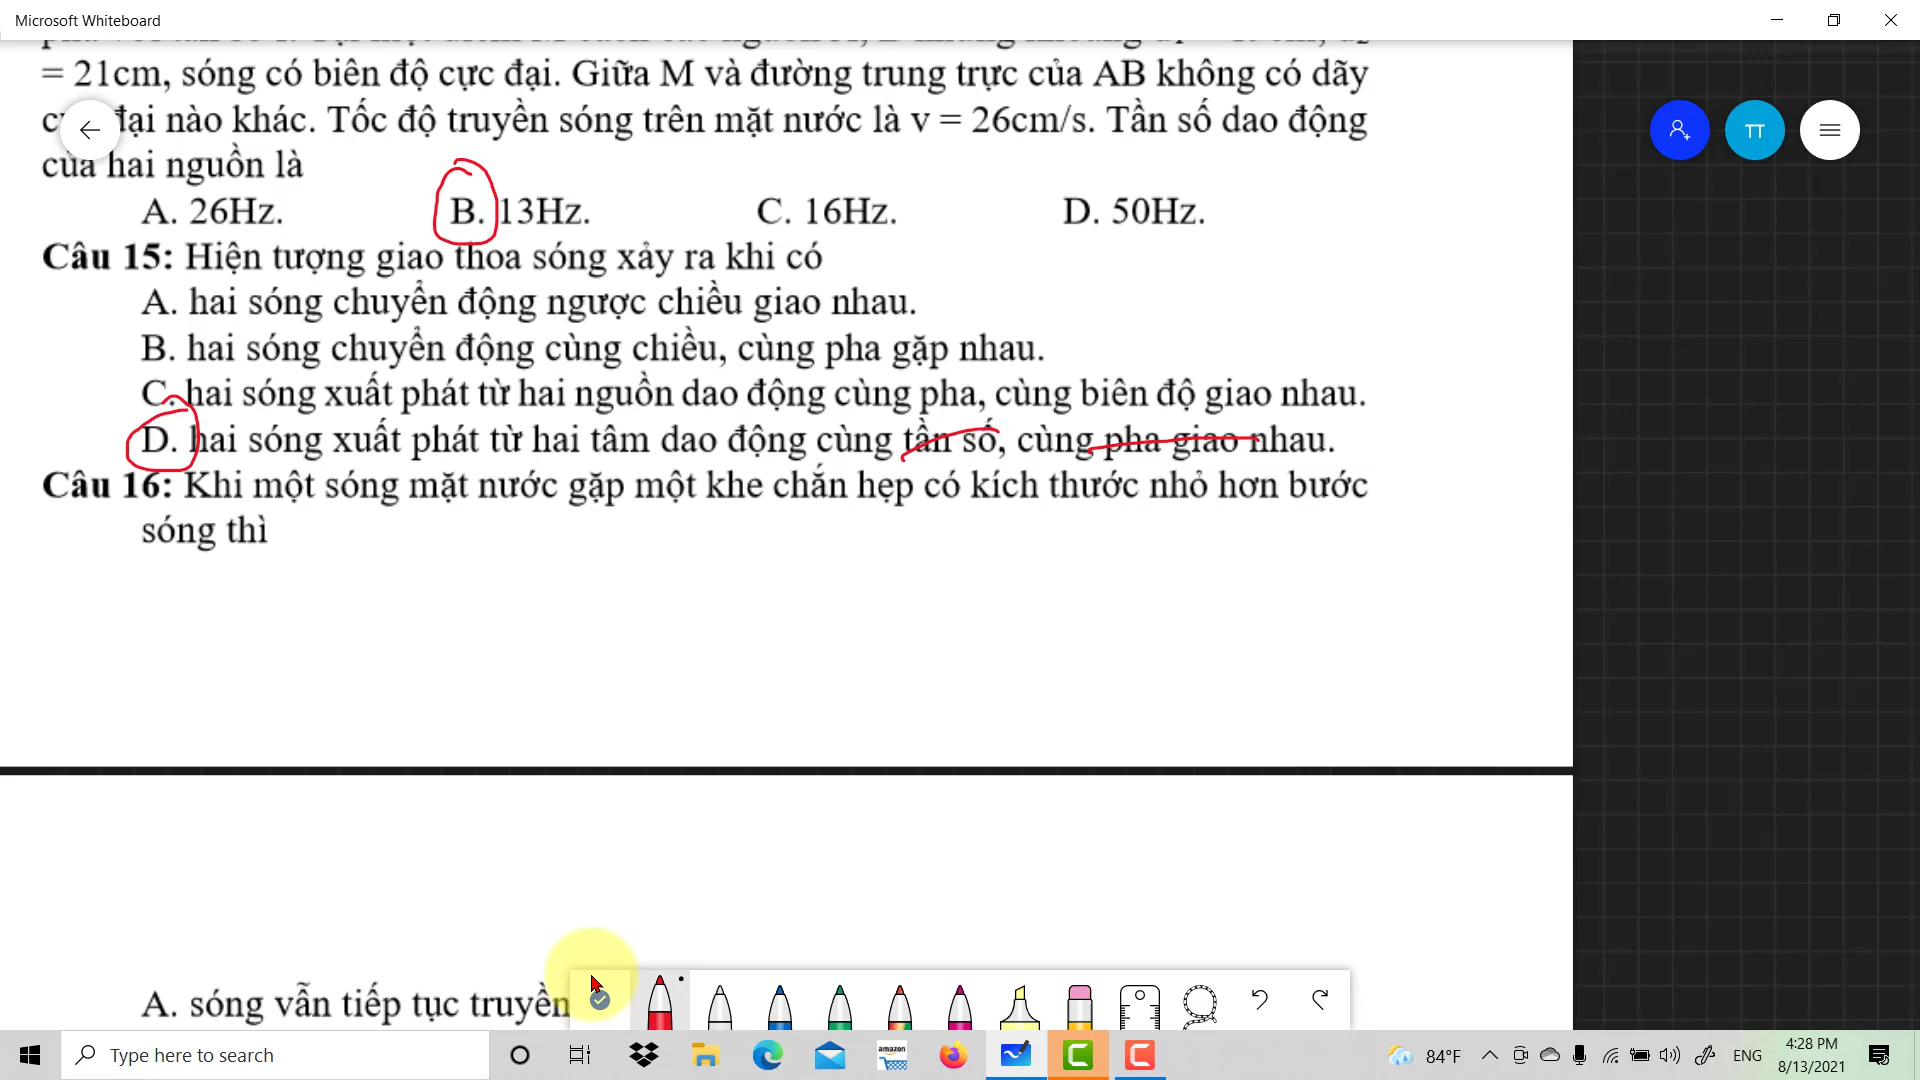 Microsoft Whiteboard
= 21cm, sóng có biên độ cực đại. Giữa M và đường trung trực của AB không có dãy
đại nào khác. Tốc độ truyền sóng trên mặt nước là v = 26cm/s. Tần số dao động
của hai nguồn là
A. 26Hz. B. 13Hz. C. 16Hz. D. 50Hz.
Câu 15: Hiện tượng giao thoa sóng xảy ra khi có
A. hai sóng chuyển động ngược chiều giao nhau.
B. hai sóng chuyển động cùng chiều, cùng pha gặp nhau.
C. hai sóng xuất phát từ hai nguồn dao động cùng pha, cùng biên độ giao nhau.
D. hai sóng xuất phát từ hai tâm dao động cùng tần số, cùng pha giao nhau.
Câu 16: Khi một sóng mặt nước gặp một khe chắn hẹp có kích thước nhỏ hơn bước
sóng thì
A. sóng vẫn tiếp tục truyền
TT
Type here to search
amazon
84°F
ENG
4:28 PM
8/13/2021